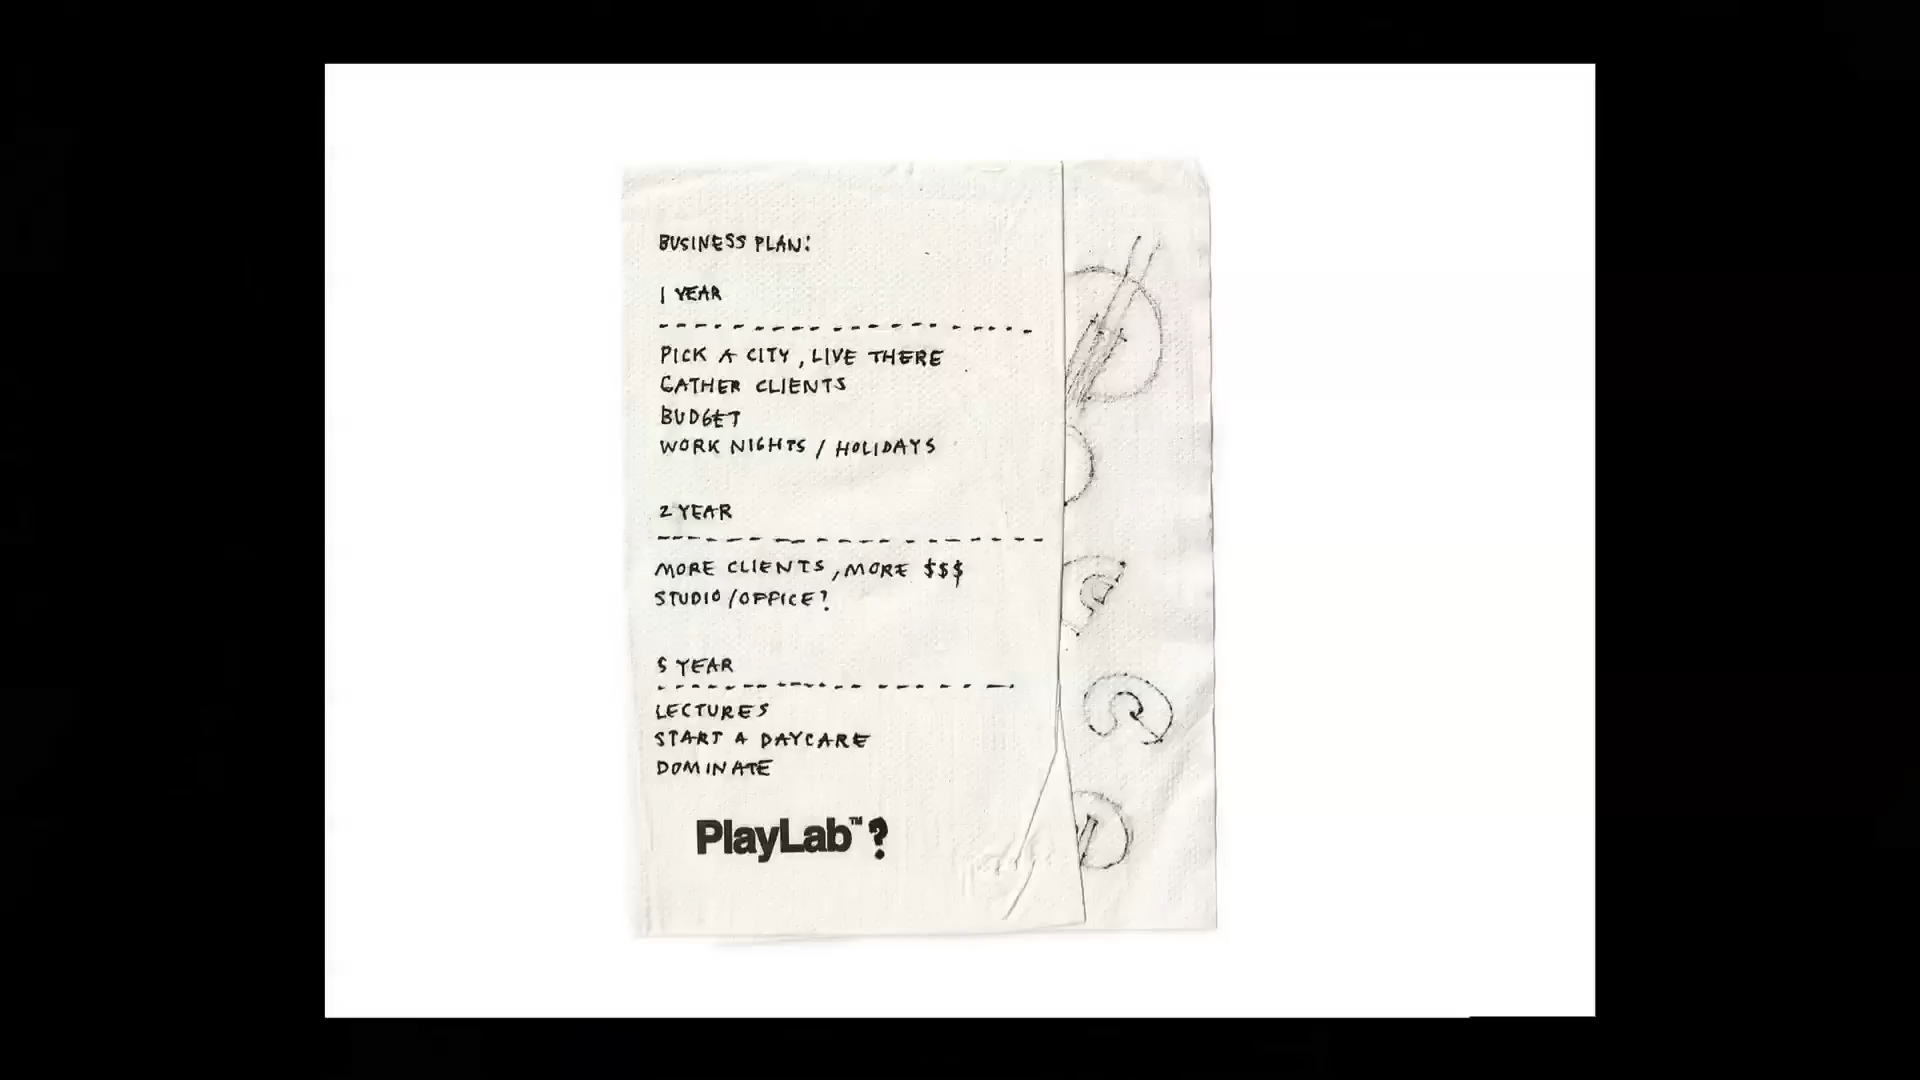 BUSINESS PLAN:
1 YEAR
PICK A CITY, LIVE THERE
GATHER CLIENTS
BUDGET
WORK NIGHTS / HOLIDAYS
2 YEAR
MORE CLIENTS, MORE $$$
STUDIO/OFFICE?
5 YEAR
LECTURES
START A DAYCARE
DOMINATE
PlayLab™?